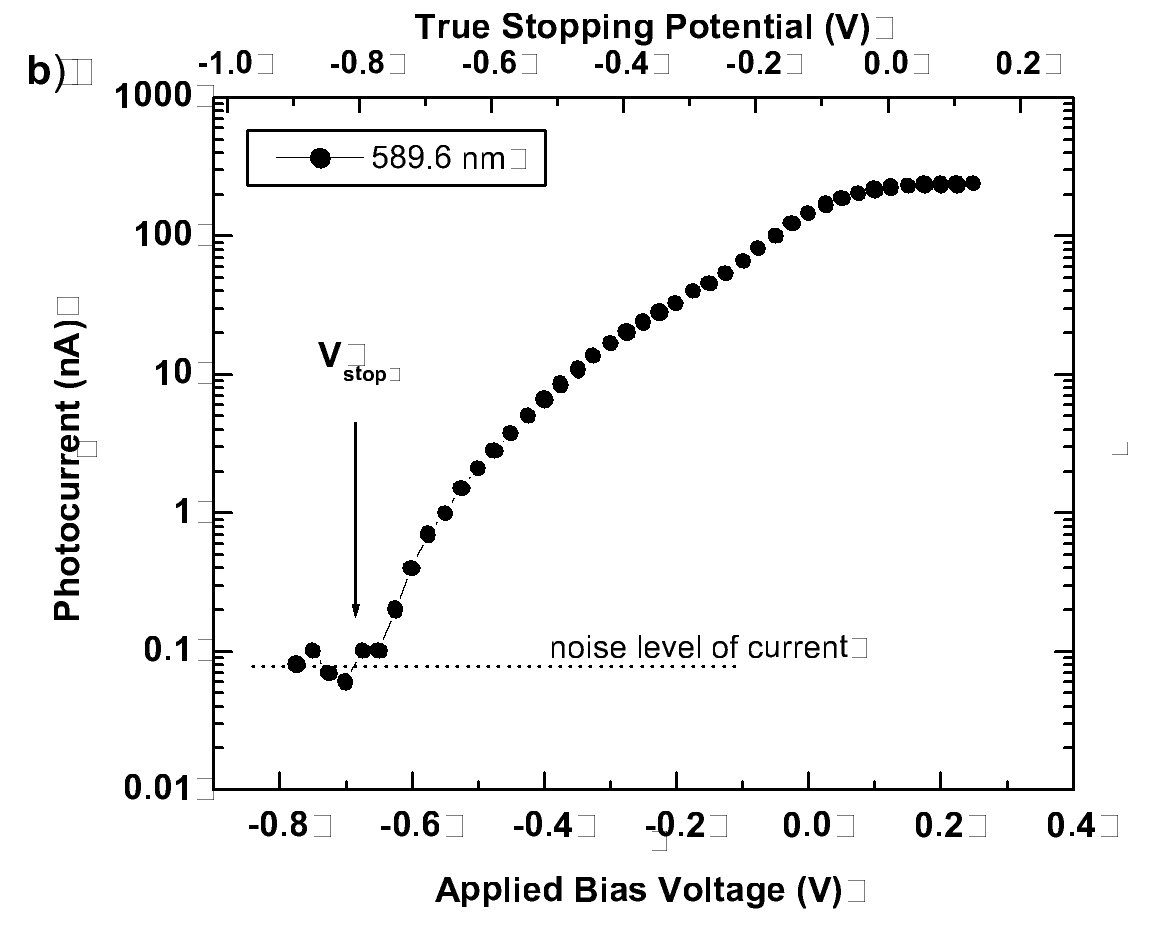 True Stopping Potential (V)
b)
-1.0 -0.8 -0.6 -0.4 -0.2 0.0 0.2
1000
589.6 nm
100
Photocurrent (nA)
Vstop
10
1
noise level of current
0.1
0.01
-0.8 -0.6 -0.4 -0.2 0.0 0.2 0.4
Applied Bias Voltage (V)